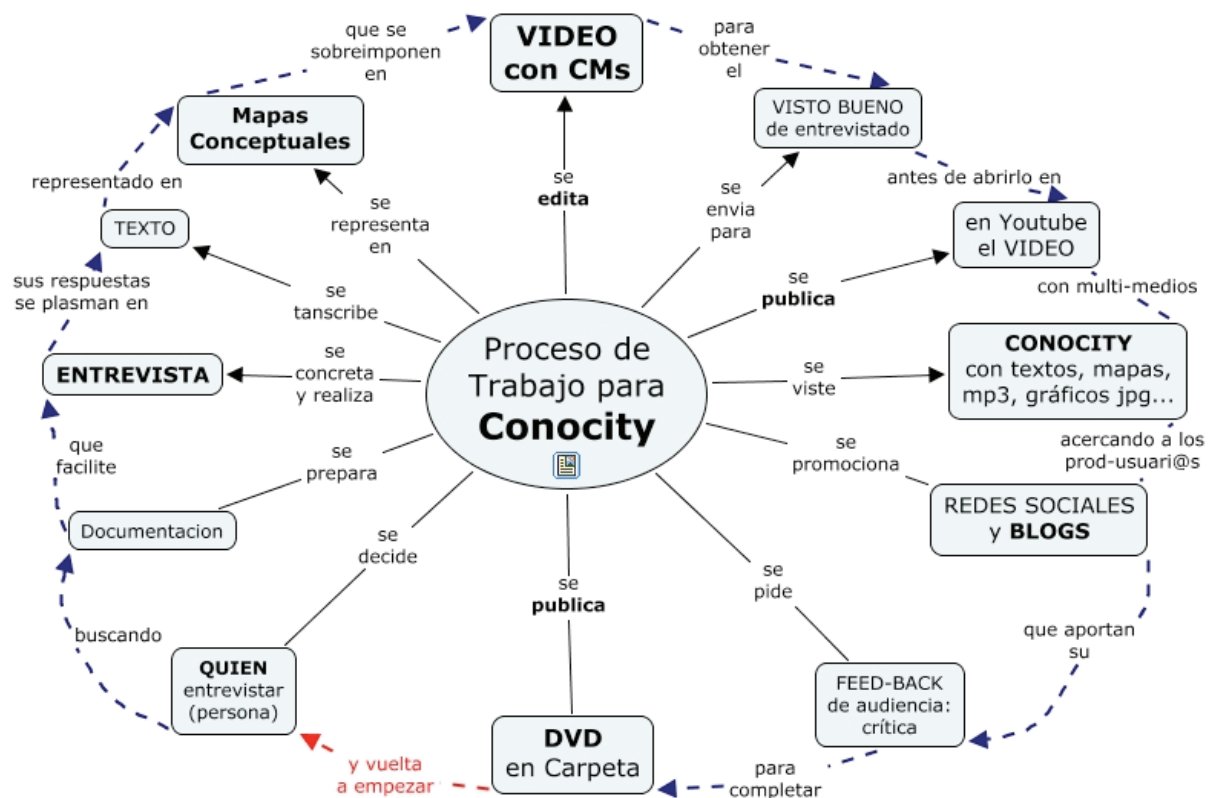 VIDEO
con CMs
que se
sobreimponen
en
para
obtener
el
Mapas
Conceptuales
VISTO BUENO
de entrevistado
representado en
se
edita
se
envia
para
antes de abrirlo en
se
representa
en
TEXTO
en Youtube
el VIDEO
sus respuestas
se plasman en
se
tanscribe
se
publica
con multi-medios
Proceso de
Trabajo para
Conocity
ENTREVISTA
se
concreta
y realiza
se
viste
CONOCITY
con textos, mapas,
mp3, gráficos jpg...
que
facilite
se
prepara
se
promociona
acercando a los
prod-usuari@s
Documentacion
REDES SOCIALES
y BLOGS
se
decide
se
publica
se
pide
buscando
que aportan
su
QUIEN
entrevistar
(persona)
FEED-BACK
de audiencia:
crítica
DVD
en Carpeta
y vuelta
a empezar
para
completar